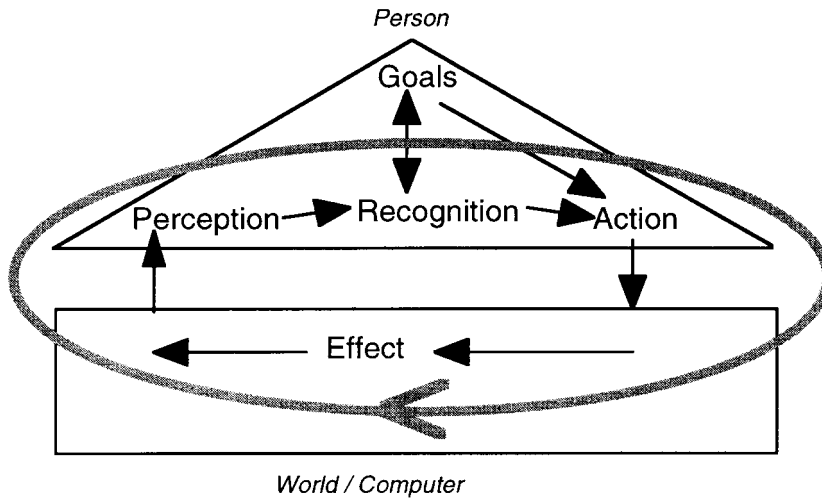 Person
Goals
Perception
Recognition
Action
Effect
World / Computer